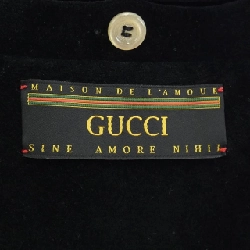 MAISON DE L'AMOUR
GUCCI
SINE AMORE NIHIL